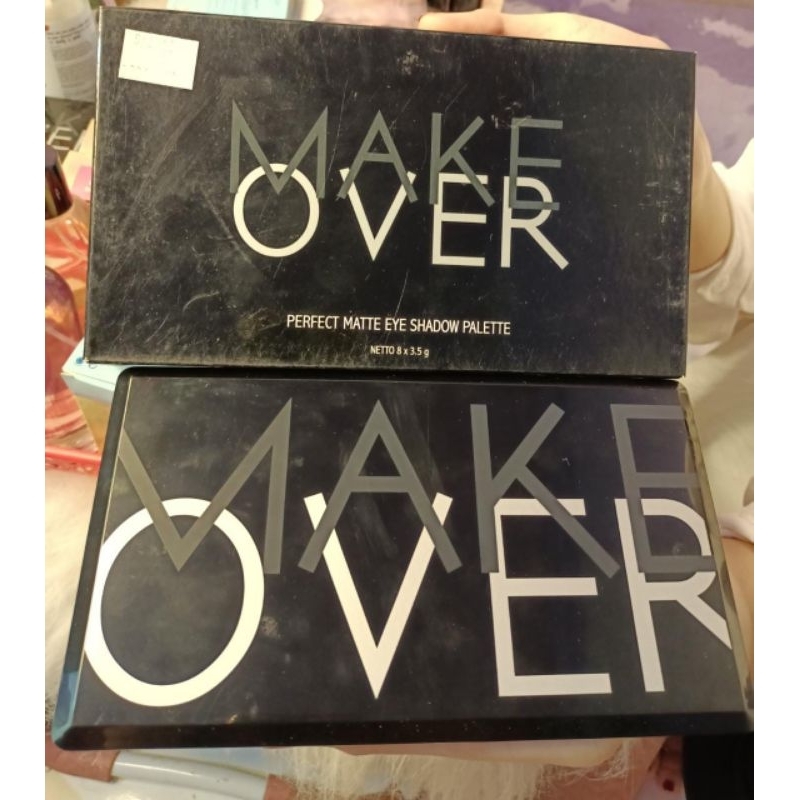 MAKE
OVER
PERFECT MATTE EYE SHADOW PALETTE
NETTO 8 x 3.5 g
MAKE
OVER